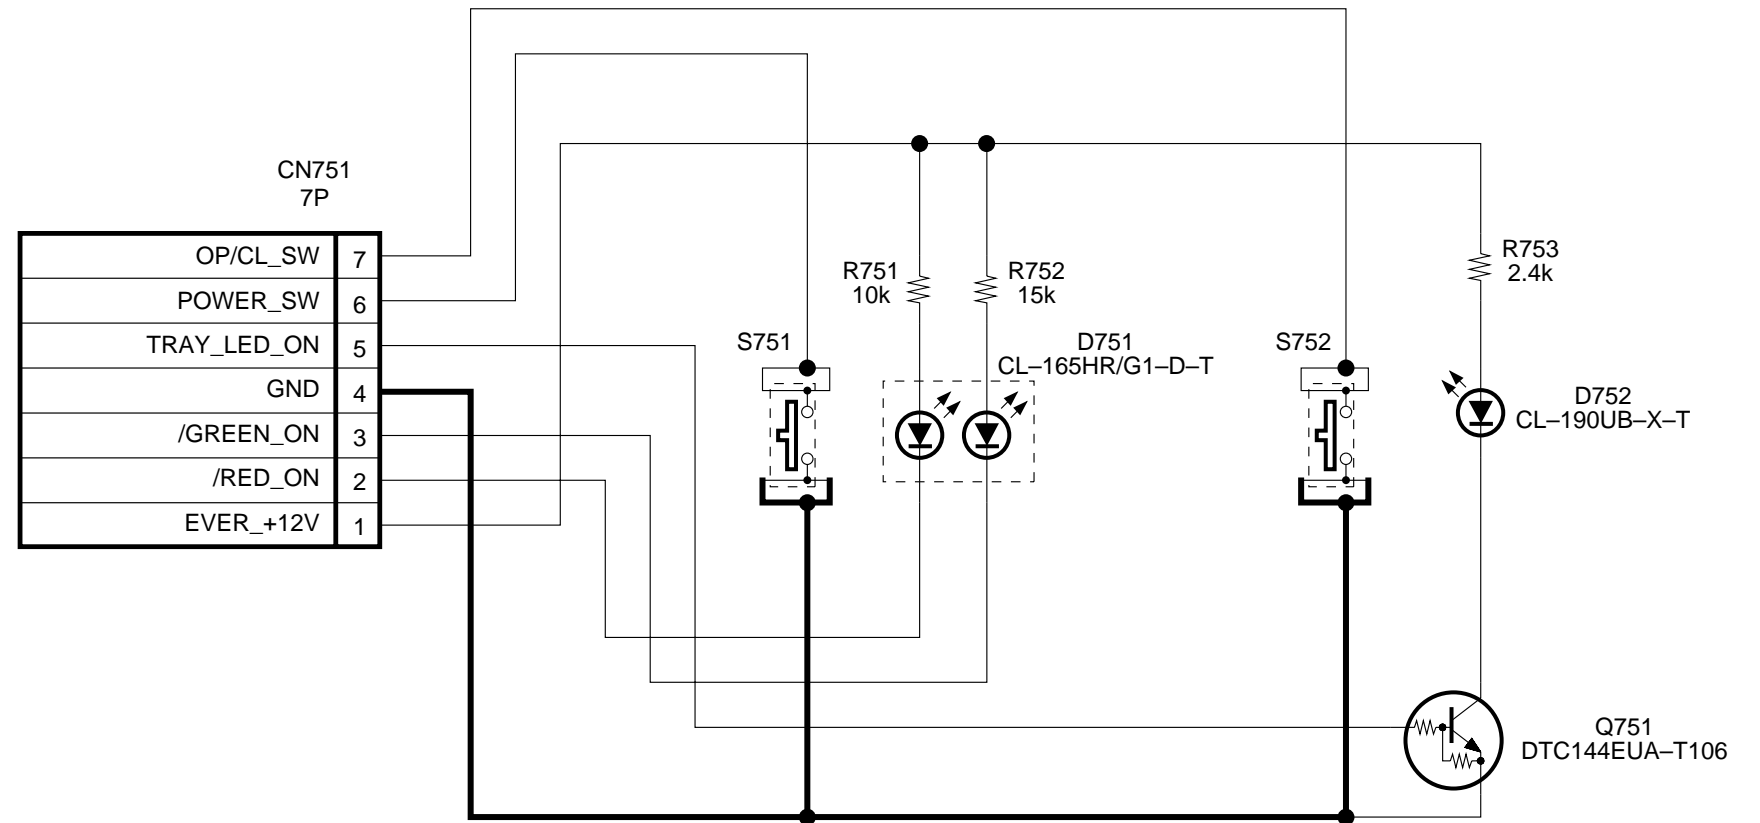 CN751
7P
OP/CL_SW 7
POWER_SW 6
TRAY_LED_ON 5
GND 4
/GREEN_ON 3
/RED_ON 2
EVER_+12V 1
R751
10k
R752
15k
S751
D751
CL–165HR/G1–D–T
S752
R753
2.4k
D752
CL–190UB–X–T
Q751
DTC144EUA–T106